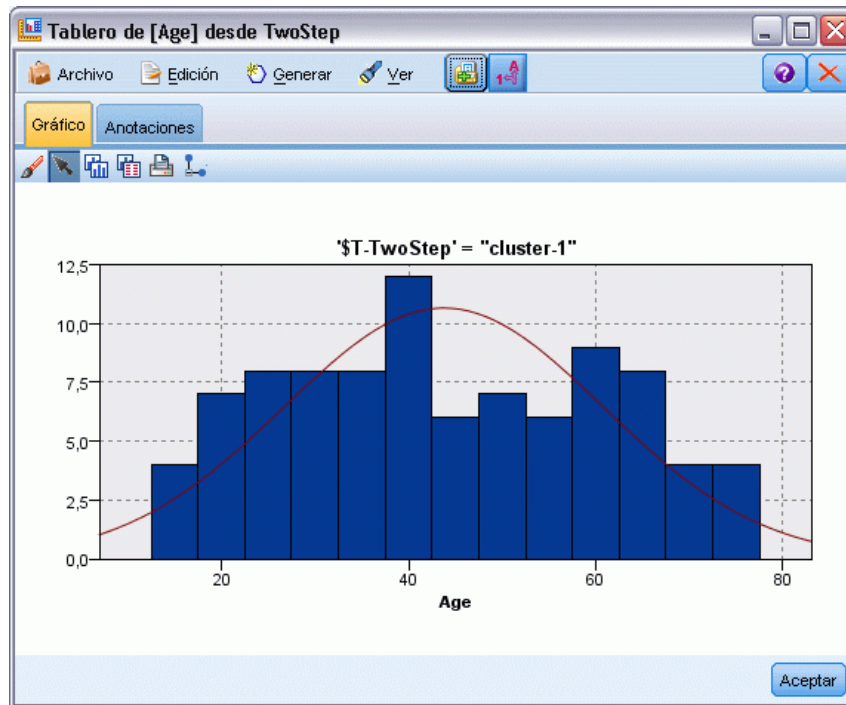 Tablero de [Age] desde TwoStep
Archivo Edición Generar Ver
Gráfico Anotaciones
'$T-TwoStep' = "cluster-1"
12,5
10,0
7,5
5,0
2,5
0,0
20 40 60 80
Age
Aceptar